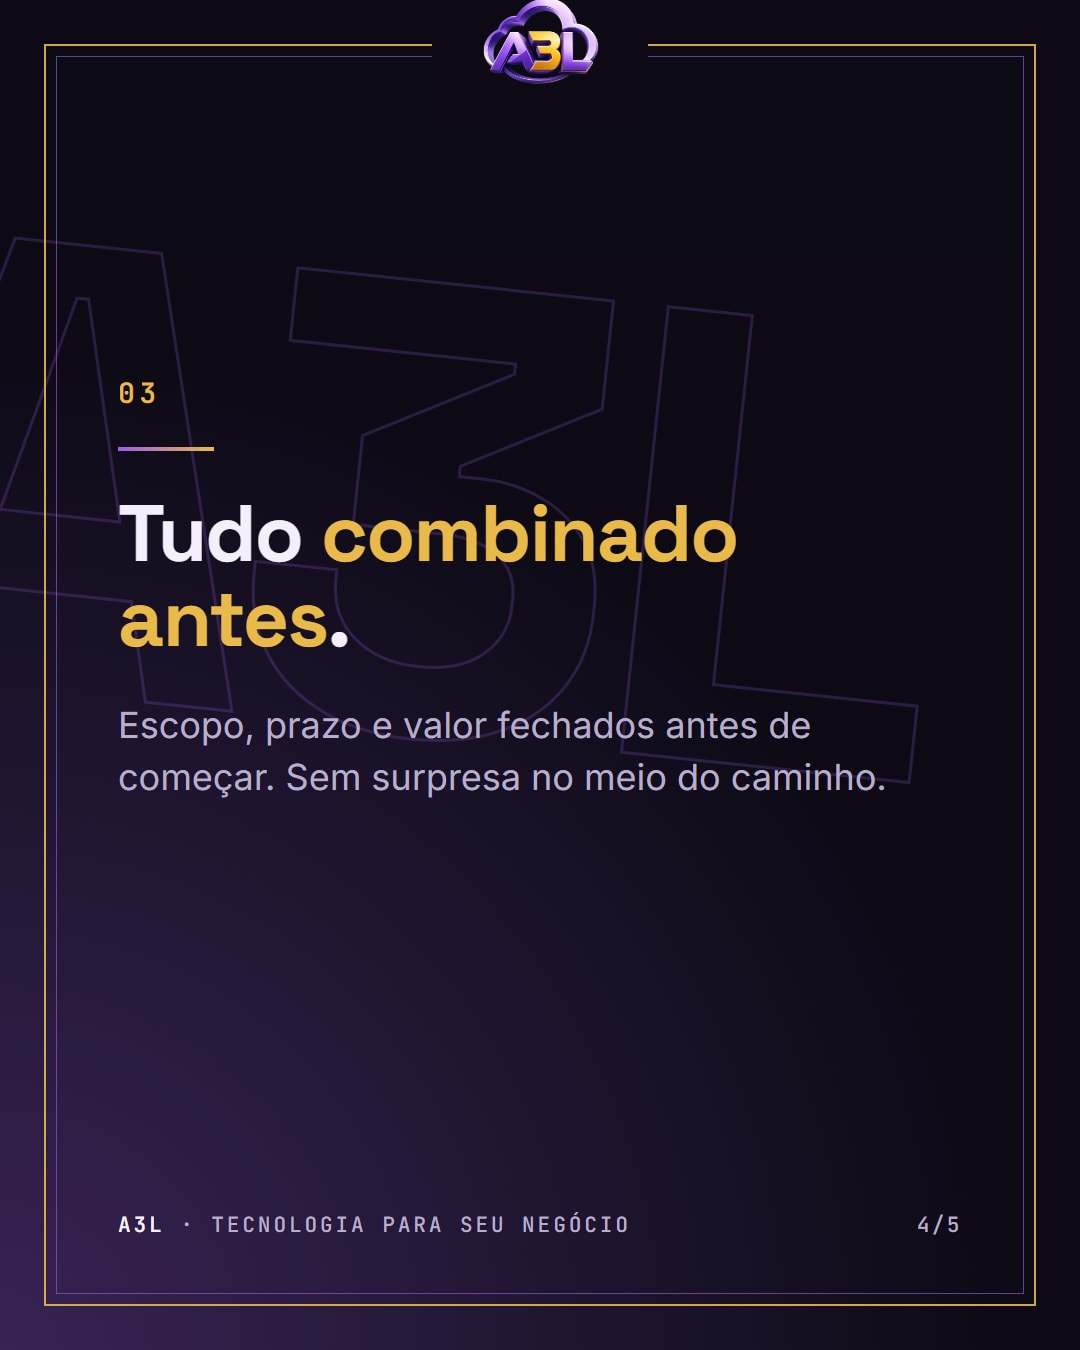 A3L
A3L
03
Tudo combinado
antes.
Escopo, prazo e valor fechados antes de
começar. Sem surpresa no meio do caminho.
A3L · TECNOLOGIA PARA SEU NEGÓCIO
4/5